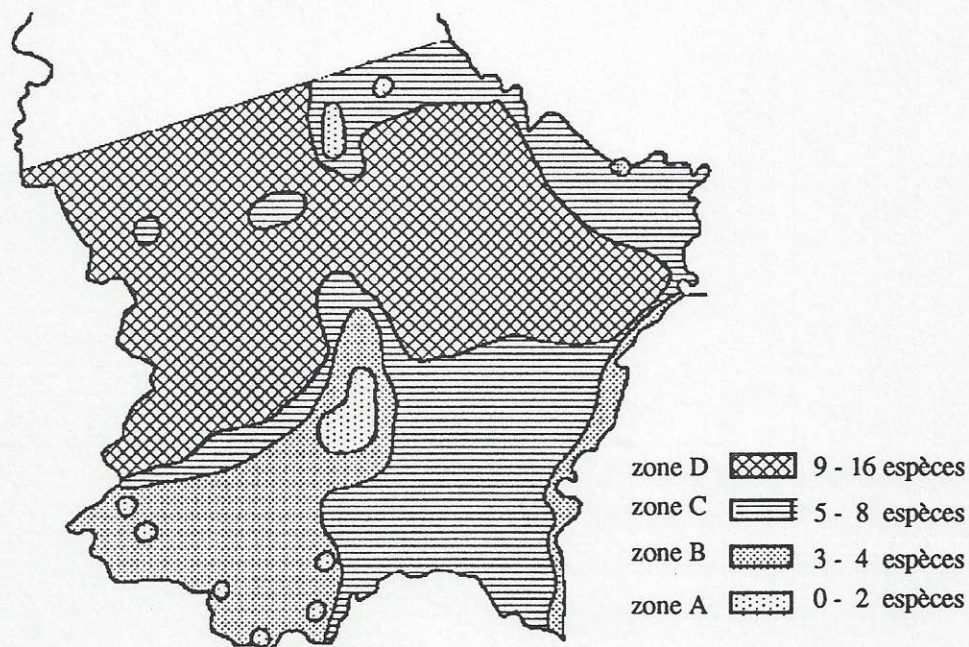 zone D 9 - 16 espèces
zone C 5 - 8 espèces
zone B 3 - 4 espèces
zone A 0 - 2 espèces